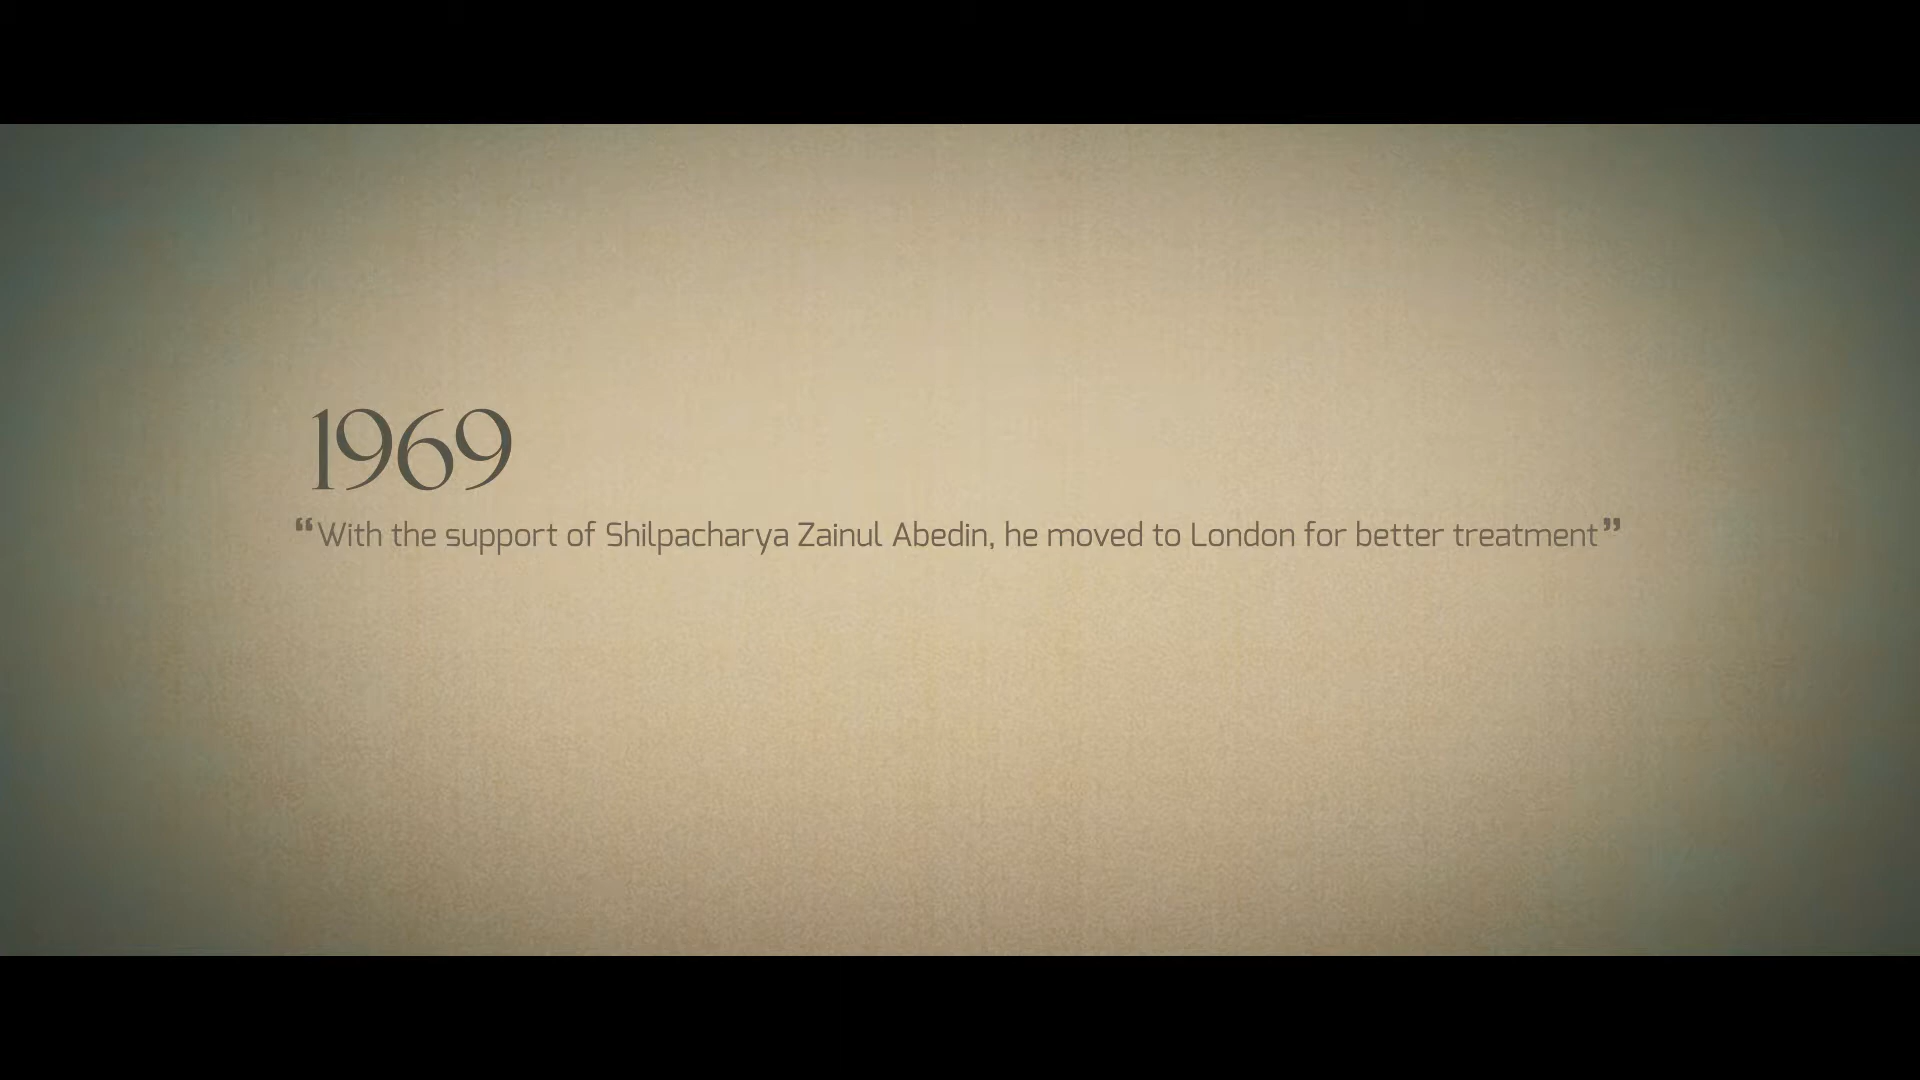 1969
“With the support of Shilpacharya Zainul Abedin, he moved to London for better treatment”